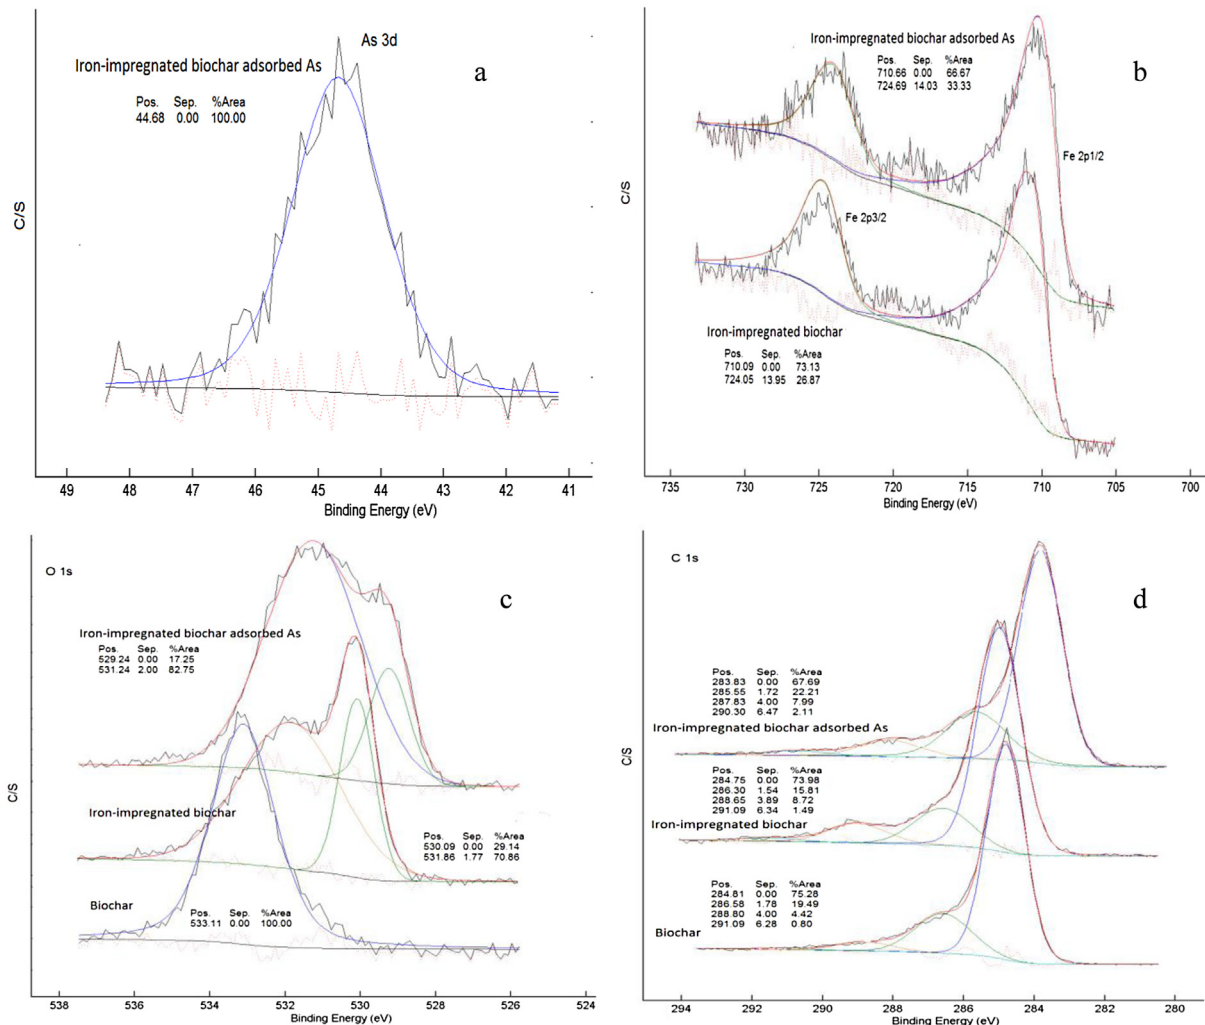 As 3d
a
Iron-impregnated biochar adsorbed As
Pos. Sep. %Area
44.68 0.00 100.00
C/S
49 48 47 46 45 44 43 42 41
Binding Energy (eV)
b
Iron-impregnated biochar adsorbed As
Pos. Sep. %Area
710.66 0.00 66.67
724.69 14.03 33.33
Fe 2p1/2
Fe 2p3/2
Iron-impregnated biochar
Pos. Sep. %Area
710.09 0.00 73.13
724.05 13.95 26.87
C/S
735 730 725 720 715 710 705 700
Binding Energy (eV)
O 1s
c
Iron-impregnated biochar adsorbed As
Pos. Sep. %Area
529.24 0.00 17.25
531.24 2.00 82.75
Iron-impregnated biochar
Pos. Sep. %Area
530.09 0.00 29.14
531.86 1.77 70.86
Biochar
Pos. Sep. %Area
533.11 0.00 100.00
C/S
538 536 534 532 530 528 526 524
Binding Energy (eV)
C 1s
d
Pos. Sep. %Area
283.83 0.00 67.69
285.55 1.72 22.21
287.83 4.00 7.99
290.30 6.47 2.11
Iron-impregnated biochar adsorbed As
Pos. Sep. %Area
284.75 0.00 73.98
286.30 1.54 15.81
288.65 3.89 8.72
291.09 6.34 1.49
Iron-impregnated biochar
Pos. Sep. %Area
284.81 0.00 75.28
286.58 1.78 19.49
288.80 4.00 4.42
291.09 6.28 0.80
Biochar
C/S
294 292 290 288 286 284 282 280
Binding Energy (eV)